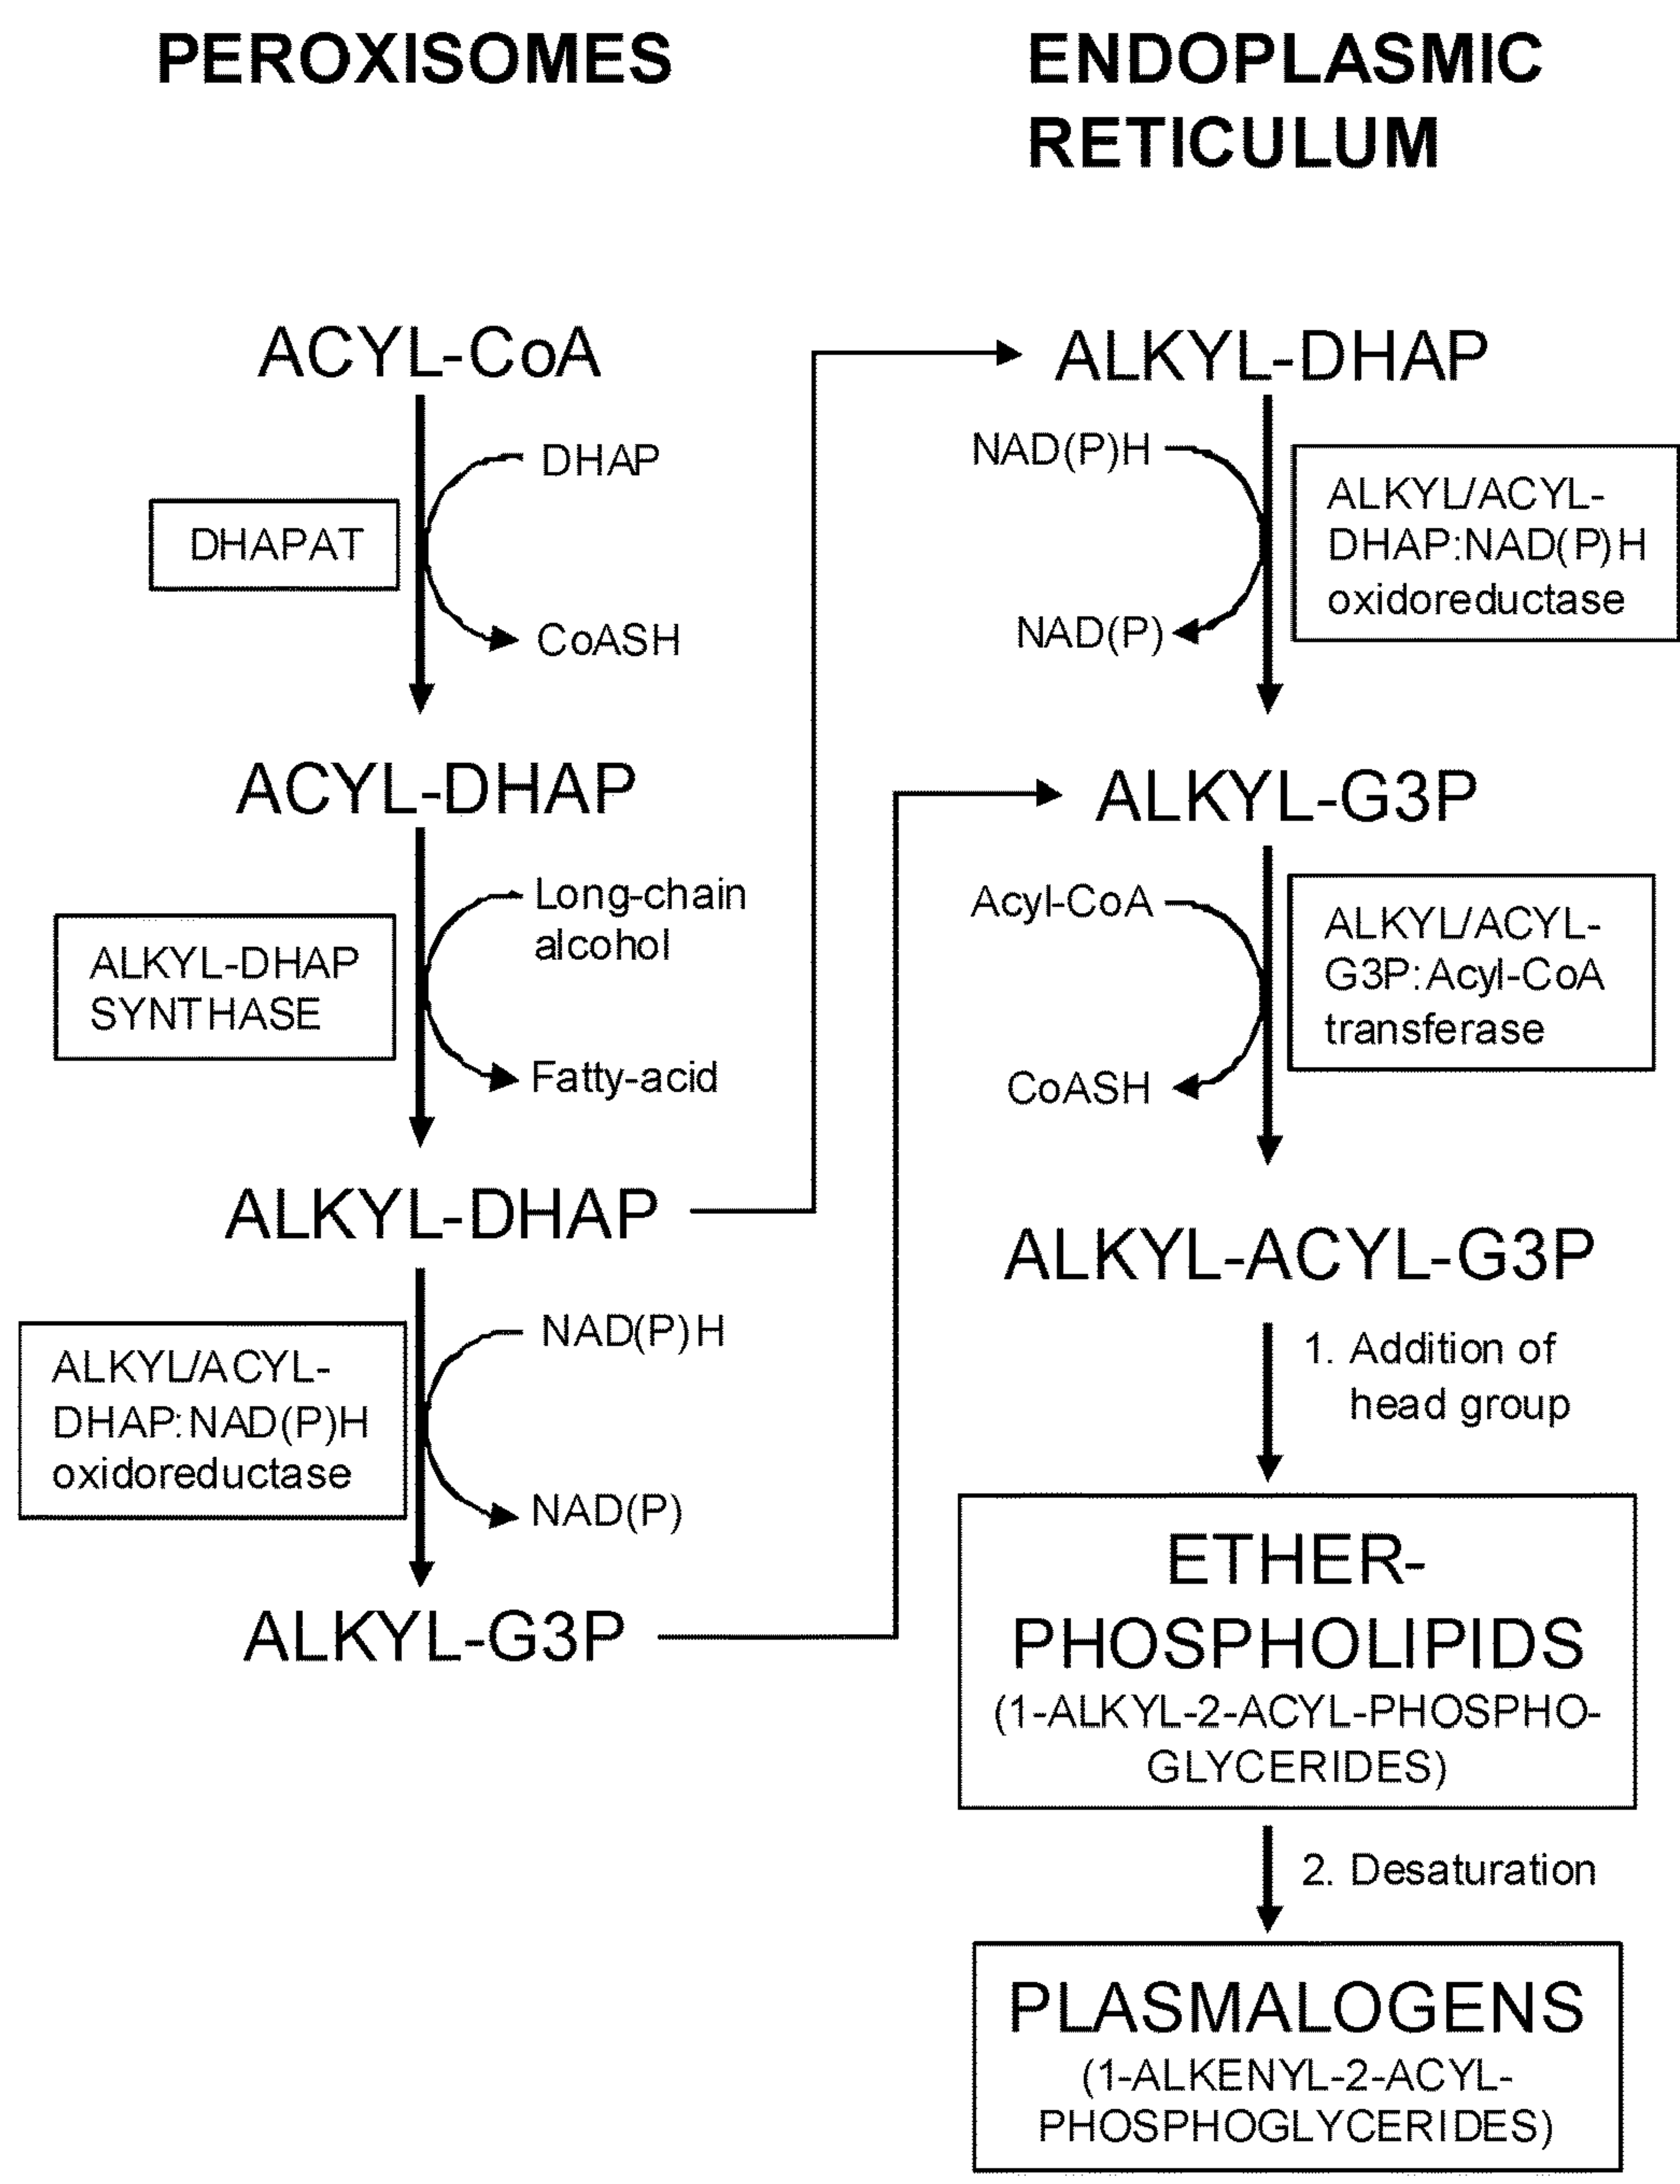 PEROXISOMES
ACYL-CoA
DHAP
DHAPAT
CoASH
ACYL-DHAP
Long-chain
alcohol
ALKYL-DHAP
SYNTHASE
Fatty-acid
ALKYL-DHAP
NAD(P)H
ALKYL/ACYL-
DHAP:NAD(P)H
oxidoreductase
NAD(P)
ALKYL-G3P
ENDOPLASMIC
RETICULUM
ALKYL-DHAP
NAD(P)H
ALKYL/ACYL-
DHAP:NAD(P)H
oxidoreductase
NAD(P)
ALKYL-G3P
Acyl-CoA
ALKYL/ACYL-
G3P:Acyl-CoA
transferase
CoASH
ALKYL-ACYL-G3P
1. Addition of
head group
ETHER-
PHOSPHOLIPIDS
(1-ALKYL-2-ACYL-PHOSPHO-
GLYCERIDES)
2. Desaturation
PLASMALOGENS
(1-ALKENYL-2-ACYL-
PHOSPHOGLYCERIDES)